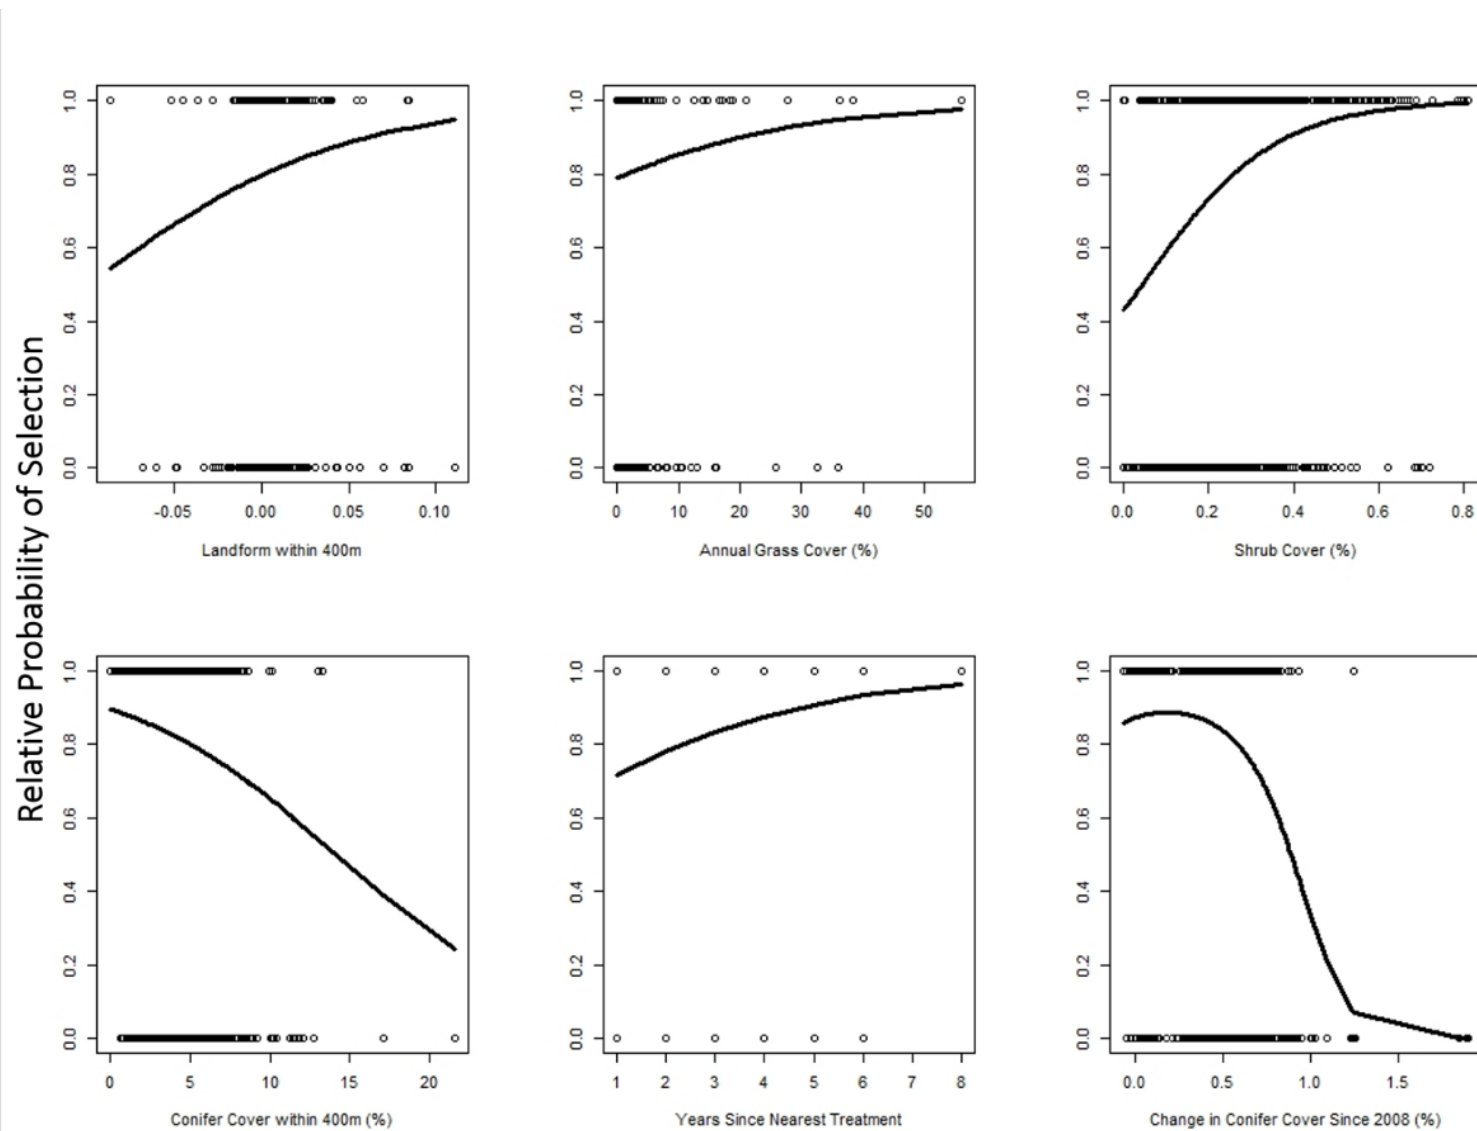 Relative Probability of Selection
1.0
0.8
0.6
0.4
0.2
0.0
-0.05 0.00 0.05 0.10
Landform within 400m
1.0
0.8
0.6
0.4
0.2
0.0
0 10 20 30 40 50
Annual Grass Cover (%)
1.0
0.8
0.6
0.4
0.2
0.0
0.0 0.2 0.4 0.6 0.8
Shrub Cover (%)
1.0
0.8
0.6
0.4
0.2
0.0
0 5 10 15 20
Conifer Cover within 400m (%)
1.0
0.8
0.6
0.4
0.2
0.0
1 2 3 4 5 6 7 8
Years Since Nearest Treatment
1.0
0.8
0.6
0.4
0.2
0.0
0.0 0.5 1.0 1.5
Change in Conifer Cover Since 2008 (%)